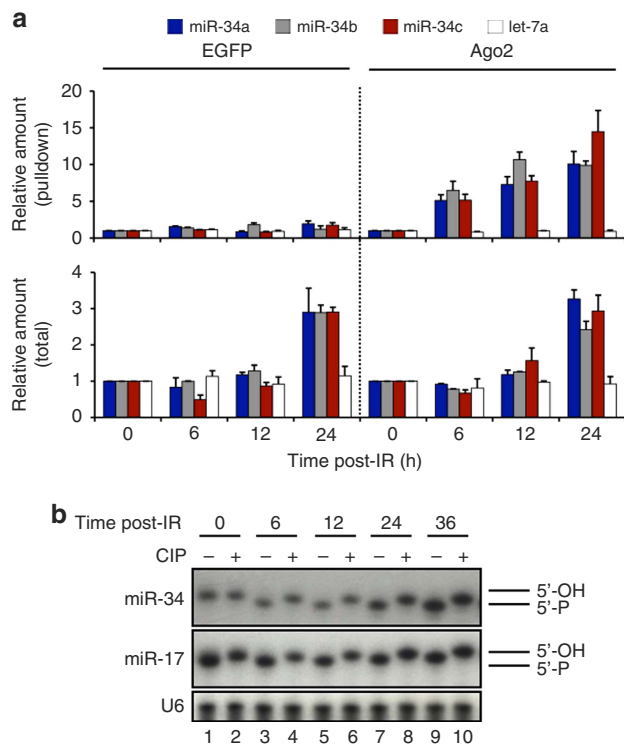 a
miR-34a miR-34b miR-34c let-7a
EGFP Ago2
Relative amount
(pulldown)
20
15
10
5
0
Relative amount
(total)
4
3
2
1
0
0 6 12 24 0 6 12 24
Time post-IR (h)
b
Time post-IR 0 6 12 24 36
CIP – + – + – + – + – +
miR-34 5'-OH
5'-P
miR-17 5'-OH
5'-P
U6
1 2 3 4 5 6 7 8 9 10